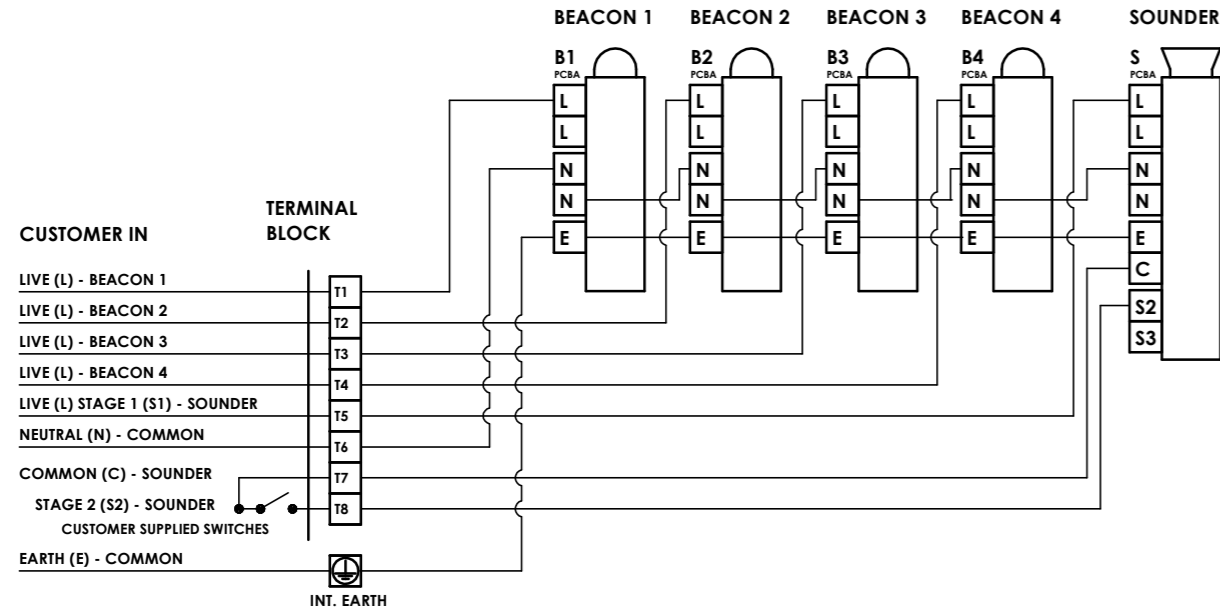 BEACON 1 BEACON 2 BEACON 3 BEACON 4 SOUNDER
B1 B2 B3 B4 S
PCBA PCBA PCBA PCBA PCBA
L L L L L
L L L L L
N N N N N
N N N N N
E E E E E
C
S2
S3
TERMINAL
BLOCK
CUSTOMER IN
LIVE (L) - BEACON 1 T1
LIVE (L) - BEACON 2 T2
LIVE (L) - BEACON 3 T3
LIVE (L) - BEACON 4 T4
LIVE (L) STAGE 1 (S1) - SOUNDER T5
NEUTRAL (N) - COMMON T6
COMMON (C) - SOUNDER T7
STAGE 2 (S2) - SOUNDER T8
CUSTOMER SUPPLIED SWITCHES
EARTH (E) - COMMON
INT. EARTH